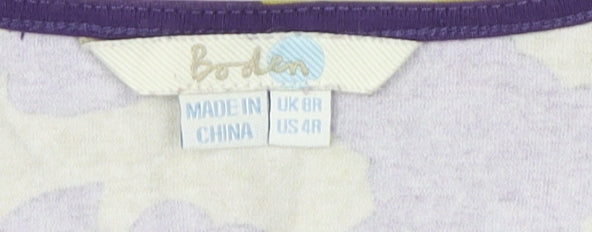 Boden
MADE IN
CHINA
UK 8R
US 4R